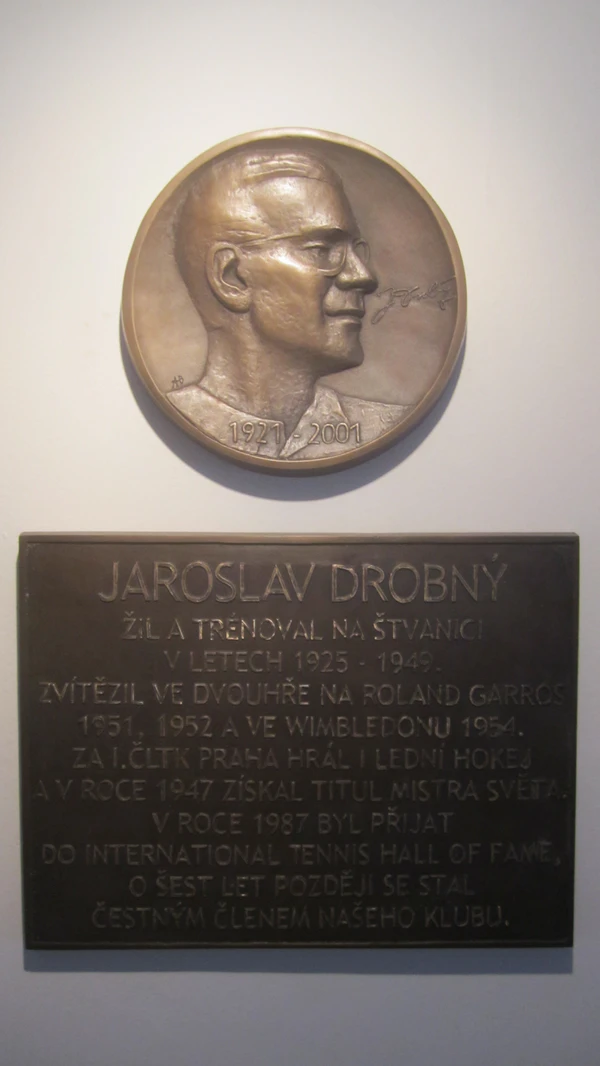 1921 - 2001
JAROSLAV DROBNÝ
ŽIL A TRÉNOVAL NA ŠTVANICI
V LETECH 1925 - 1949.
ZVÍTĚZIL VE DVOUHŘE NA ROLAND GARROS
1951, 1952 A VE WIMBLEDONU 1954.
ZA I.ČLTK PRAHA HRÁL I LEDNÍ HOKEJ
A V ROCE 1947 ZÍSKAL TITUL MISTRA SVĚTA.
V ROCE 1987 BYL PŘIJAT
DO INTERNATIONAL TENNIS HALL OF FAME,
O ŠEST LET POZDĚJI SE STAL
ČESTNÝM ČLENEM NAŠEHO KLUBU.